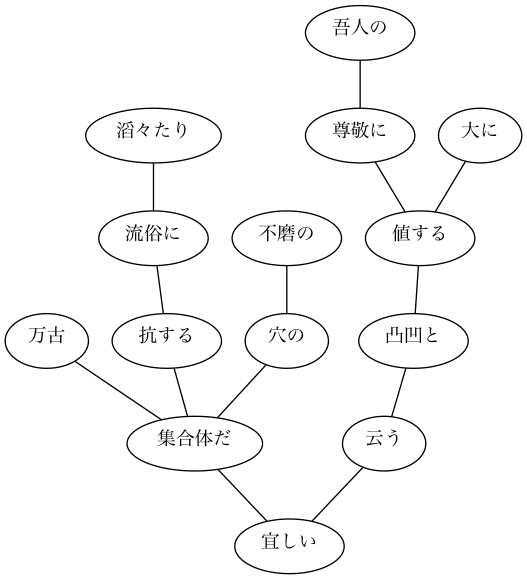 吾人の
滔々たり
尊敬に
大に
流俗に
不磨の
値する
万古
抗する
穴の
凸凹と
集合体だ
云う
宜しい